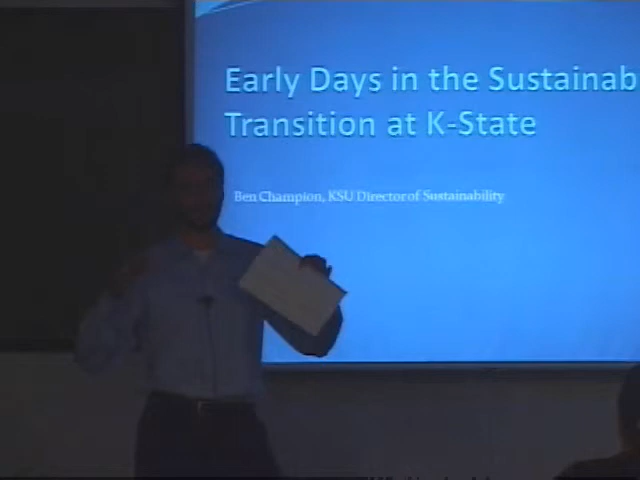 Early Days in the Sustainab
Transition at K-State
Ben Champion, KSU Director of Sustainability